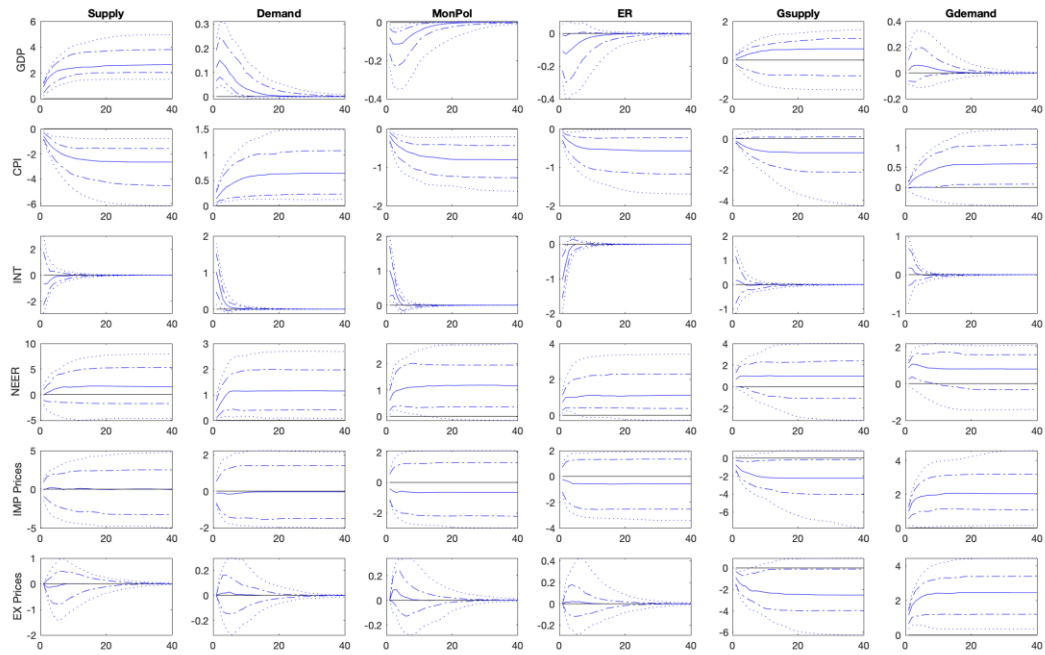 Supply Demand MonPol ER Gsupply Gdemand
GDP
6 4 2 0
0.3 0.2 0.1 0
0 -0.2 -0.4
0 -0.2 -0.4
2 0 -2
0.4 0.2 0 -0.2
0 20 40 0 20 40 0 20 40 0 20 40 0 20 40 0 20 40
CPI
0 -2 -4 -6
1.5 1 0.5 0
0 -1 -2
0 -1 -2
0 -2 -4
1 0.5 0
0 20 40 0 20 40 0 20 40 0 20 40 0 20 40 0 20 40
INT
2 0 -2
2 1 0
2 1 0
0 -1 -2
2 1 0 -1
1 0 -1
0 20 40 0 20 40 0 20 40 0 20 40 0 20 40 0 20 40
NEER
10 5 0 -5
3 2 1 0
2 1 0
4 2 0
4 2 0 -2
2 0 -2
0 20 40 0 20 40 0 20 40 0 20 40 0 20 40 0 20 40
IMP Prices
5 0 -5
2 0 -2
2 0 -2
2 0 -2 -4
0 -2 -4 -6
4 2 0
0 20 40 0 20 40 0 20 40 0 20 40 0 20 40 0 20 40
EX Prices
1 0 -1 -2
0.2 0 -0.2
0.2 0 -0.2
0.4 0.2 0 -0.2
0 -2 -4 -6
4 2 0
0 20 40 0 20 40 0 20 40 0 20 40 0 20 40 0 20 40